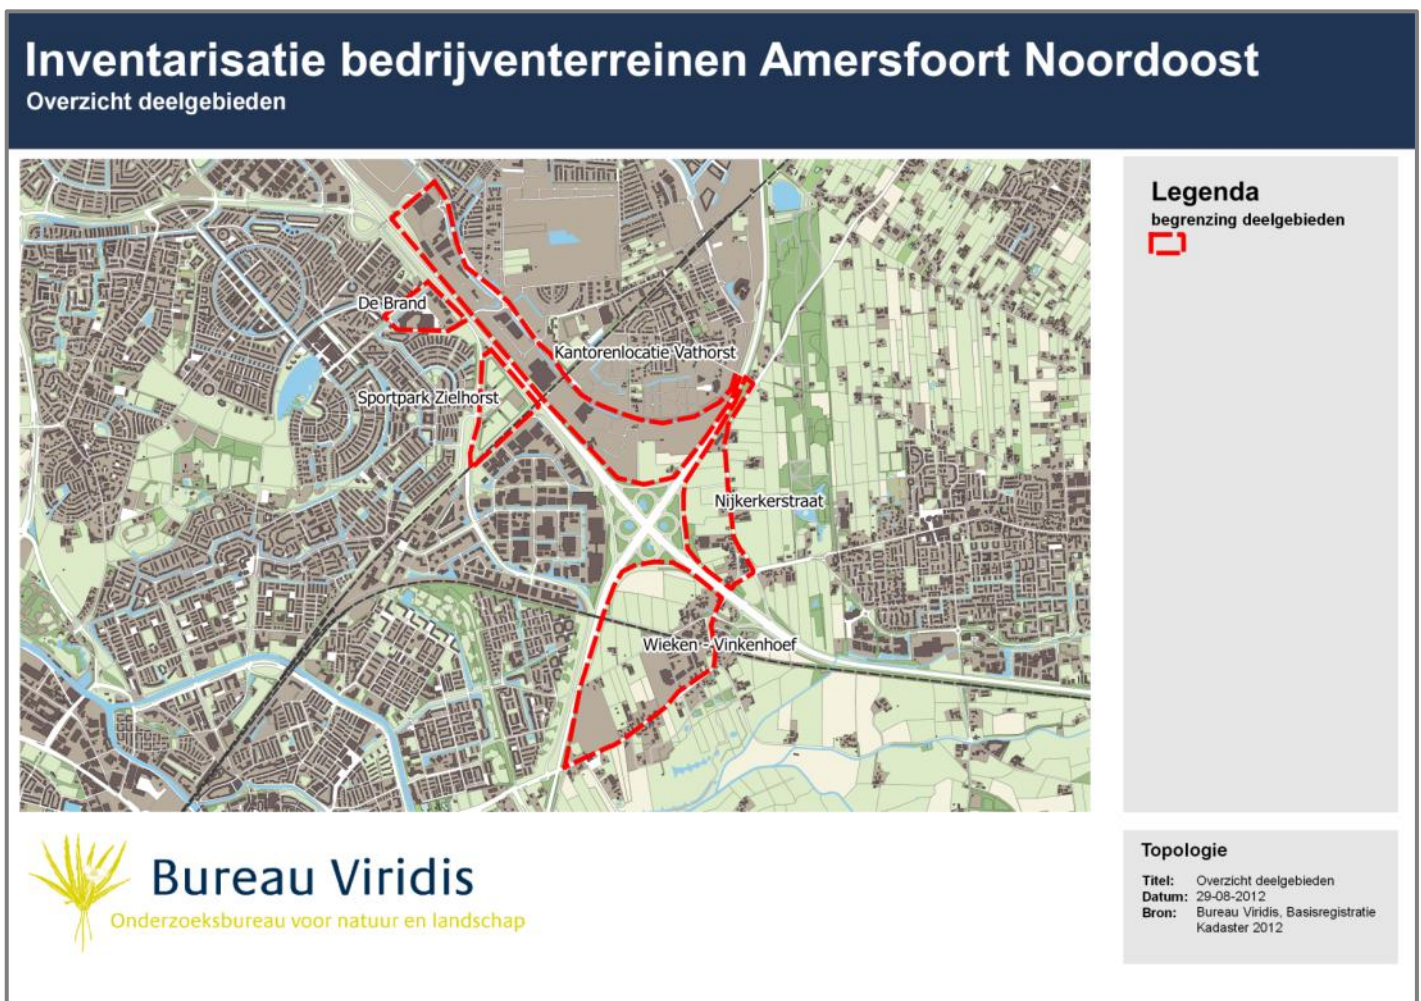 Inventarisatie bedrijventerreinen Amersfoort Noordoost
Overzicht deelgebieden
Legenda
begrenzing deelgebieden
De Brand
Kantorenlocatie Vathorst
Sportpark Zielhorst
Nijkerkerstraat
Wieken - Vinkenhoef
Bureau Viridis
Onderzoeksbureau voor natuur en landschap
Topologie
Titel: Overzicht deelgebieden
Datum: 29-08-2012
Bron: Bureau Viridis, Basisregistratie
Kadaster 2012